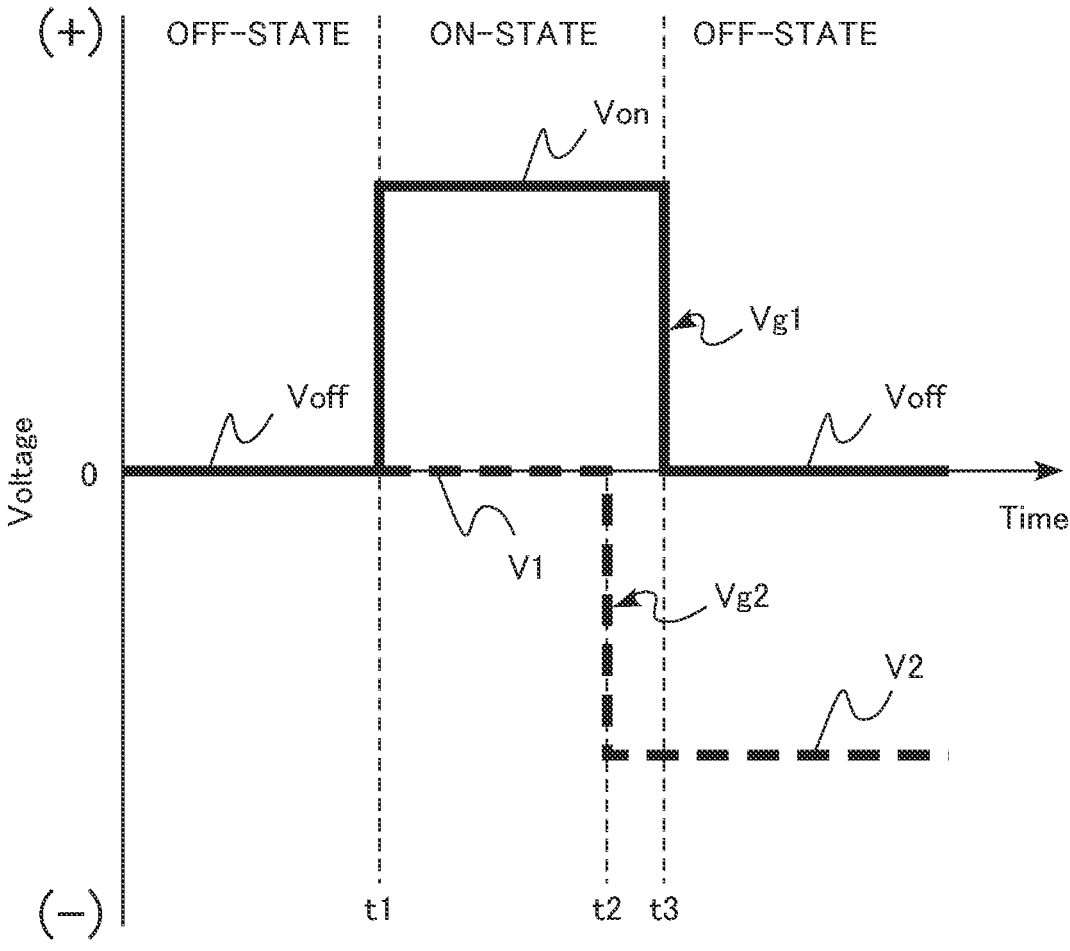 (+)
OFF-STATE
ON-STATE
OFF-STATE
Von
Vg1
Voff
Voff
Voltage
0
Time
V1
Vg2
V2
(-)
t1
t2
t3